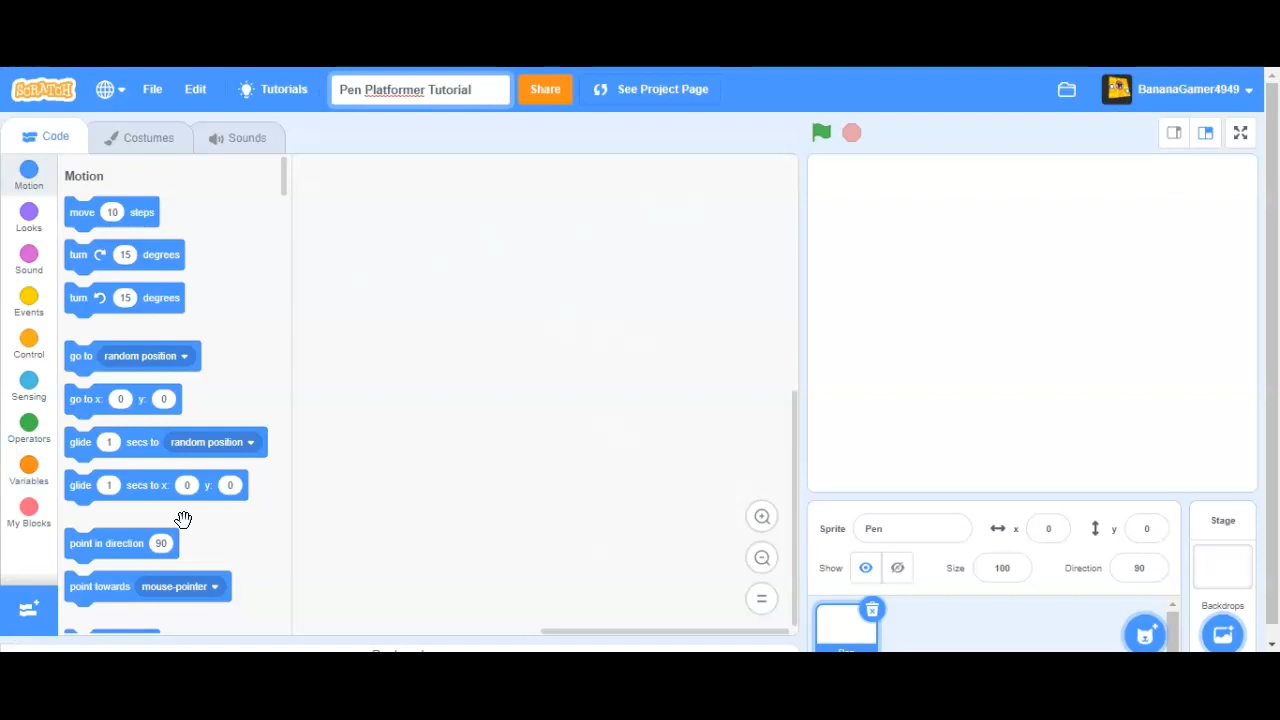 SCRATCH File Edit Tutorials Pen Platformer Tutorial Share See Project Page BananaGamer4949
Code Costumes Sounds
Motion
Looks
Sound
Events
Control
Sensing
Operators
Variables
My Blocks
Motion
move 10 steps
turn 15 degrees
turn 15 degrees
go to random position
go to x: 0 y: 0
glide 1 secs to random position
glide 1 secs to x: 0 y: 0
point in direction 90
point towards mouse-pointer
Sprite Pen x 0 y 0
Show Size 100 Direction 90
Stage
Backdrops